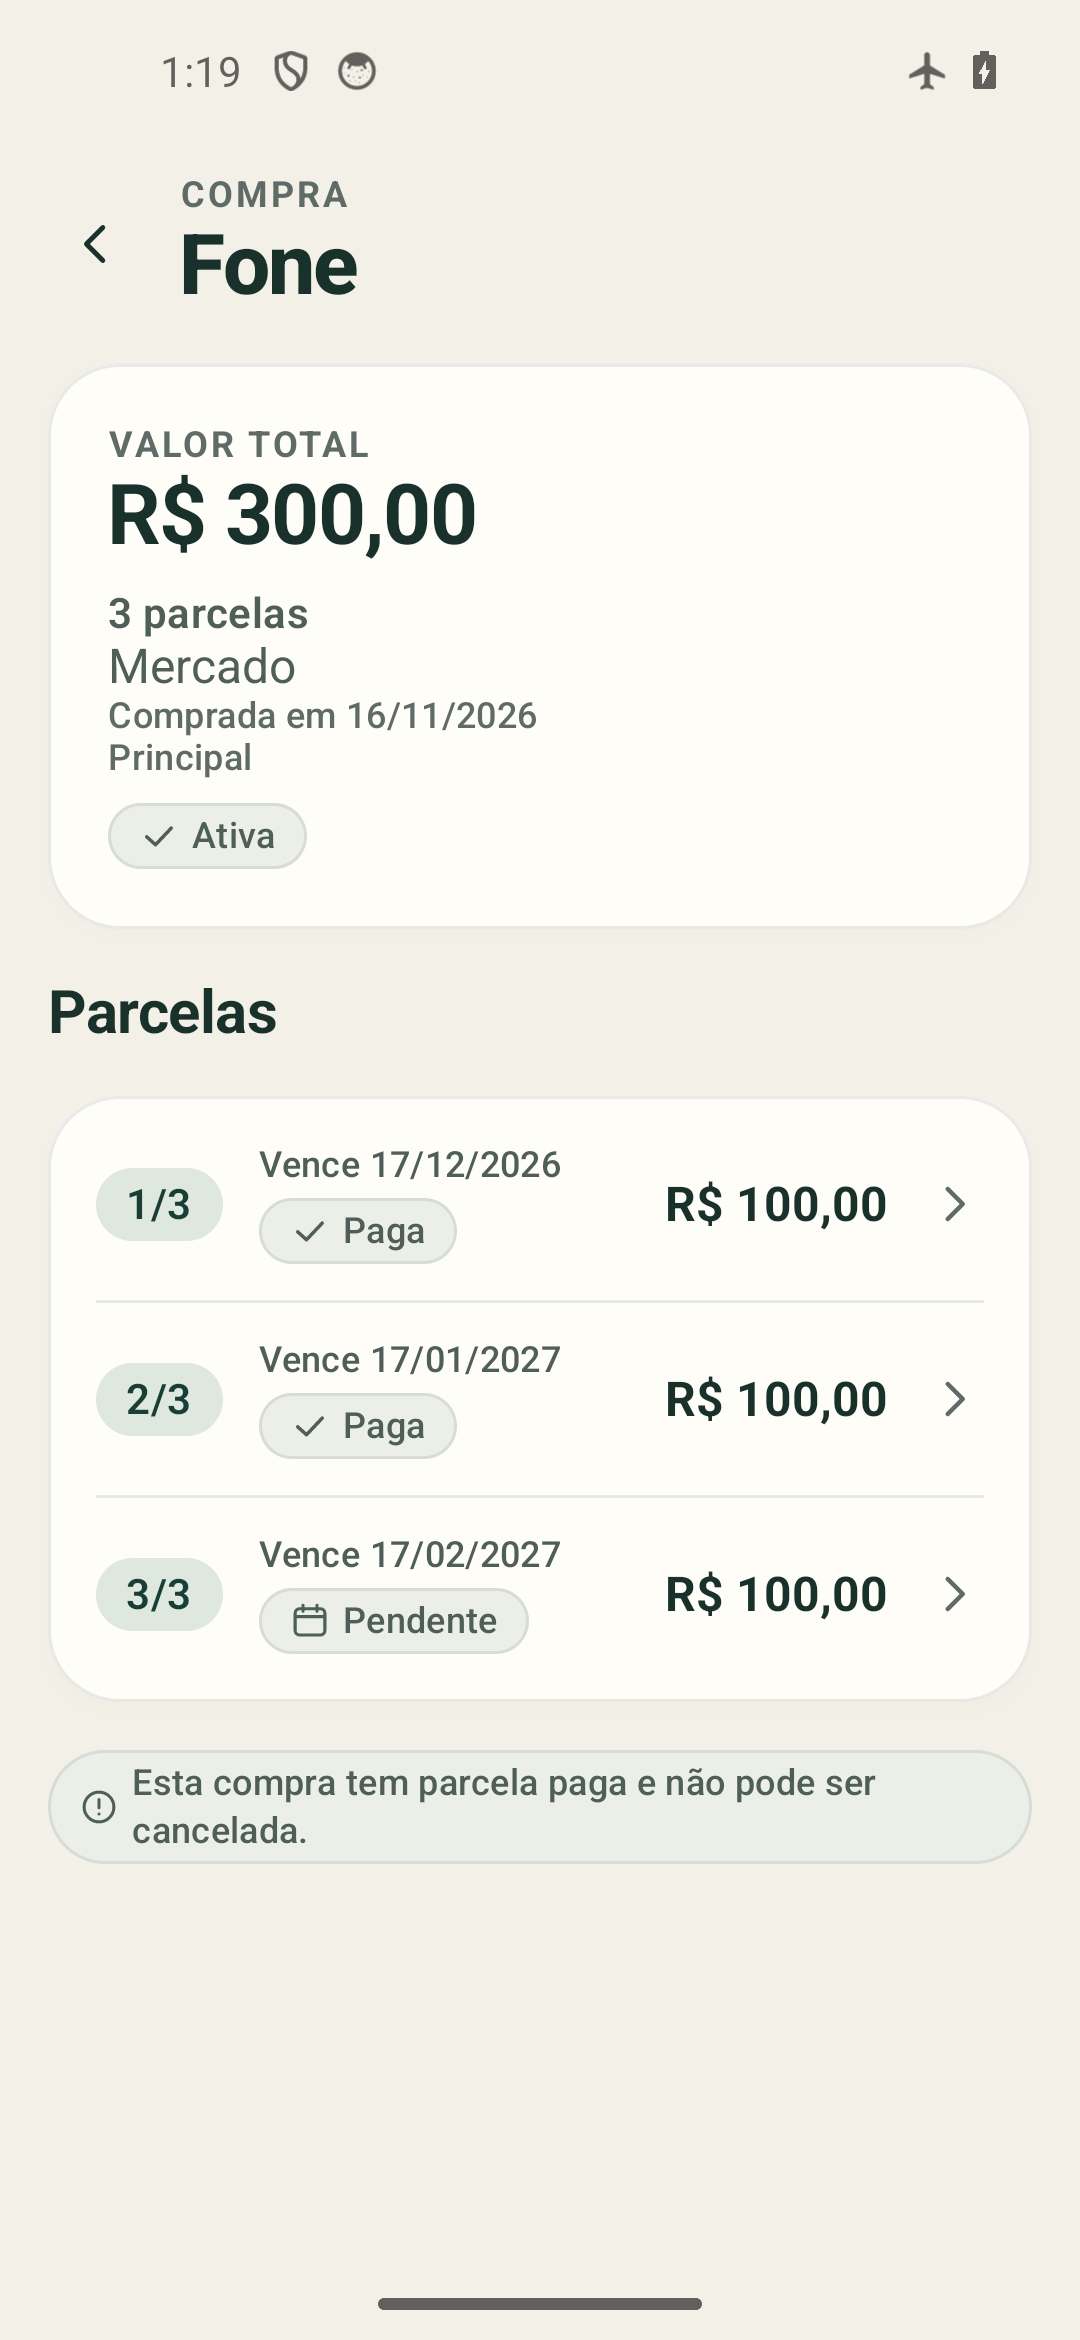 1:19
COMPRA
Fone
VALOR TOTAL
R$ 300,00
3 parcelas
Mercado
Comprada em 16/11/2026
Principal
Ativa
Parcelas
1/3
Vence 17/12/2026
Paga
R$ 100,00
2/3
Vence 17/01/2027
Paga
R$ 100,00
3/3
Vence 17/02/2027
Pendente
R$ 100,00
Esta compra tem parcela paga e não pode ser
cancelada.